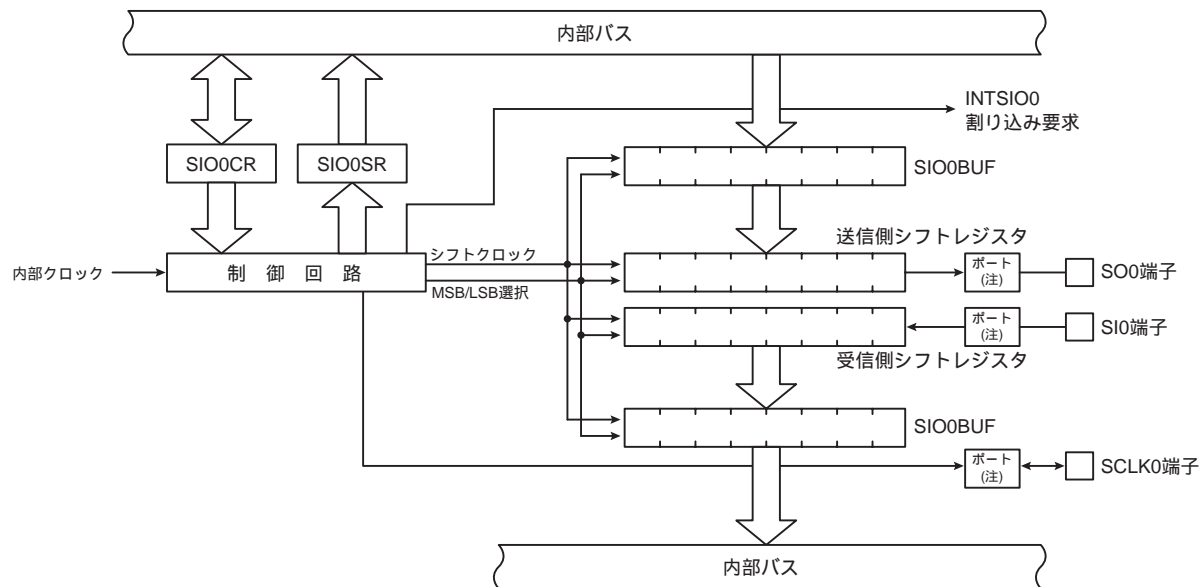 内部バス
INTSIO0
割り込み要求
SIO0CR
SIO0SR
SIO0BUF
送信側シフトレジスタ
内部クロック
制 御 回 路
シフトクロック
MSB/LSB選択
ポート
(注)
SO0端子
ポート
(注)
SI0端子
受信側シフトレジスタ
SIO0BUF
ポート
(注)
SCLK0端子
内部バス